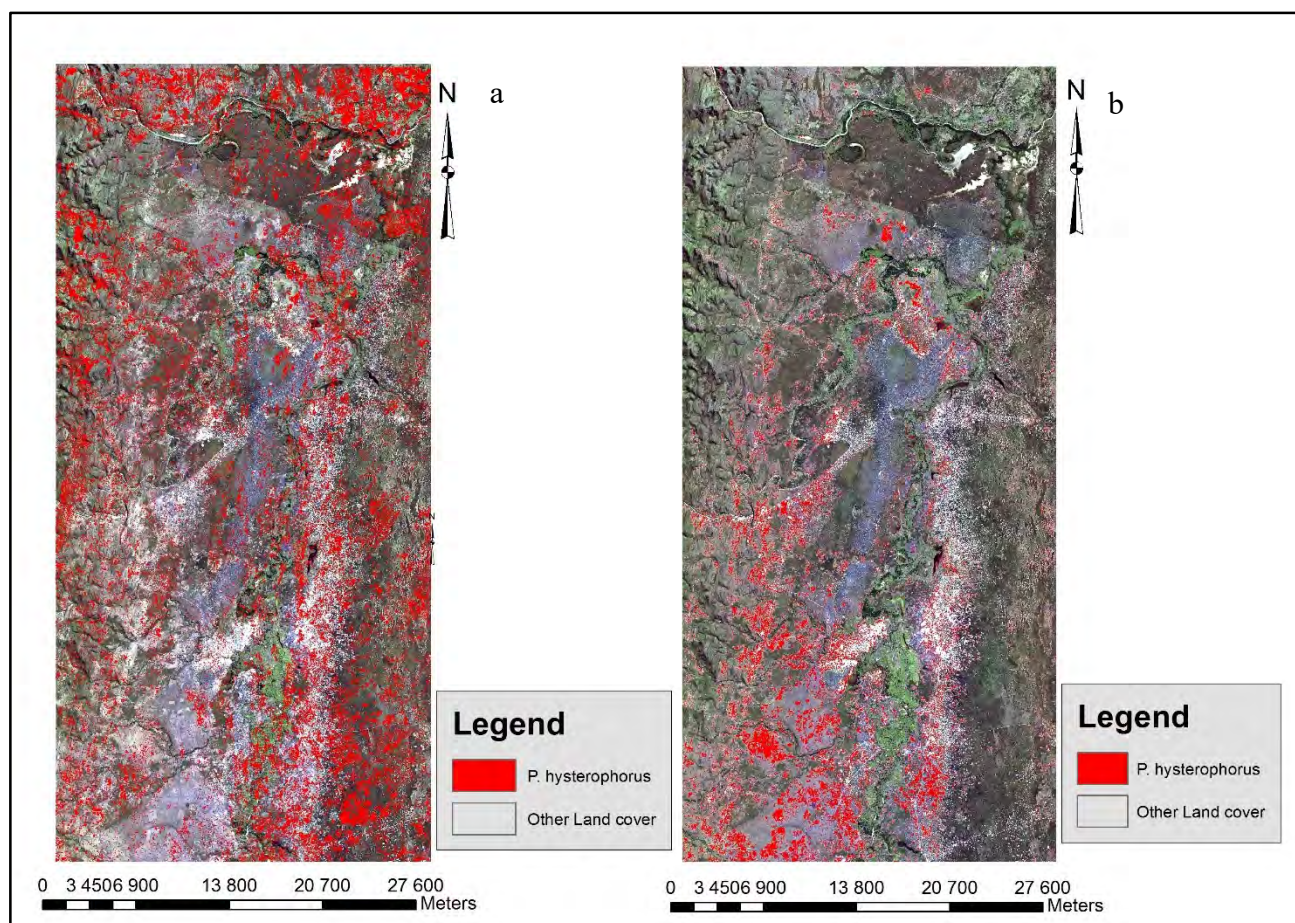 a
N
b
N
Legend
P. hysterophorus
Other Land cover
Legend
P. hysterophorus
Other Land cover
0 3 4506 900 13 800 20 700 27 600
Meters
0 3 4506 900 13 800 20 700 27 600
Meters